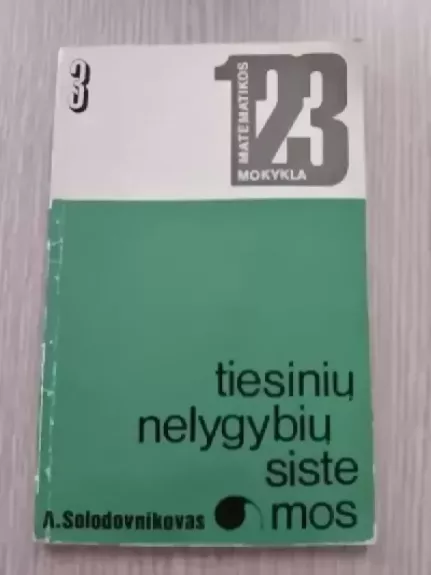 3
123
MATEMATIKOS
MOKYKLA
tiesinių
nelygybių
siste
mos
A.Solodovnikovas